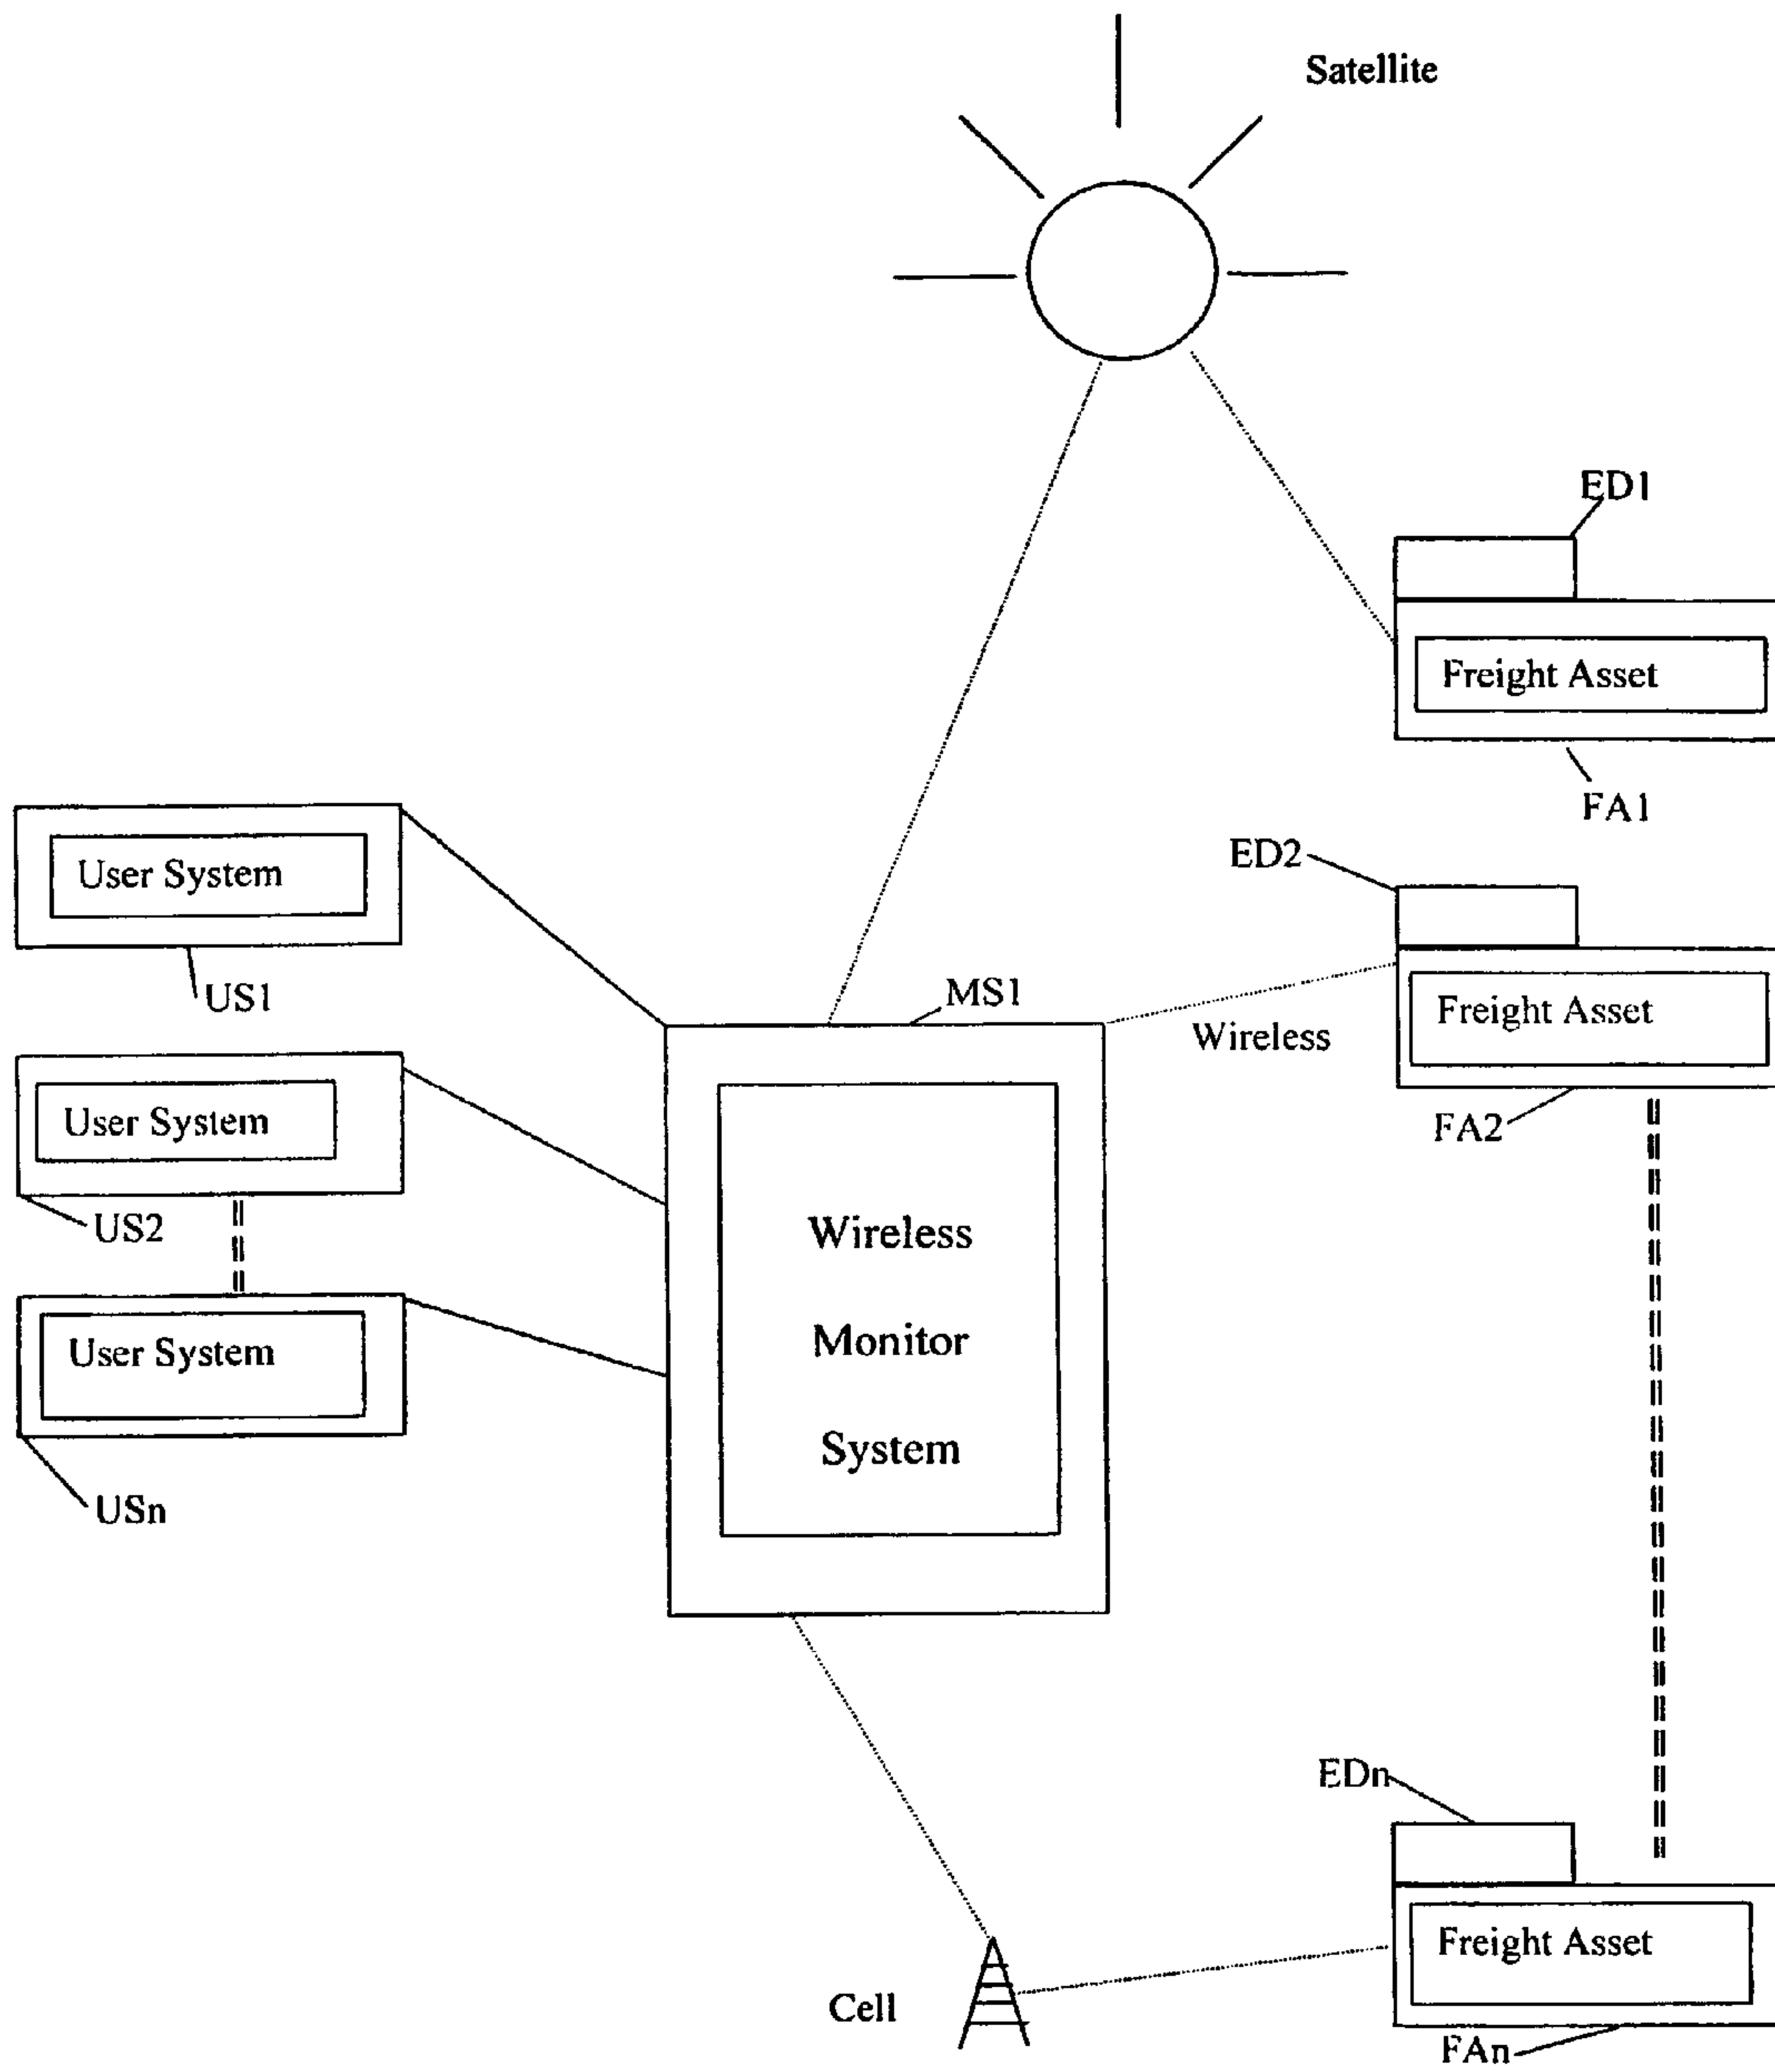 Satellite
ED1
Freight Asset
FA1
User System
US1
ED2
Freight Asset
FA2
MS1
Wireless
User System
US2
User System
USn
Wireless
Monitor
System
EDn
Freight Asset
FAn
Cell